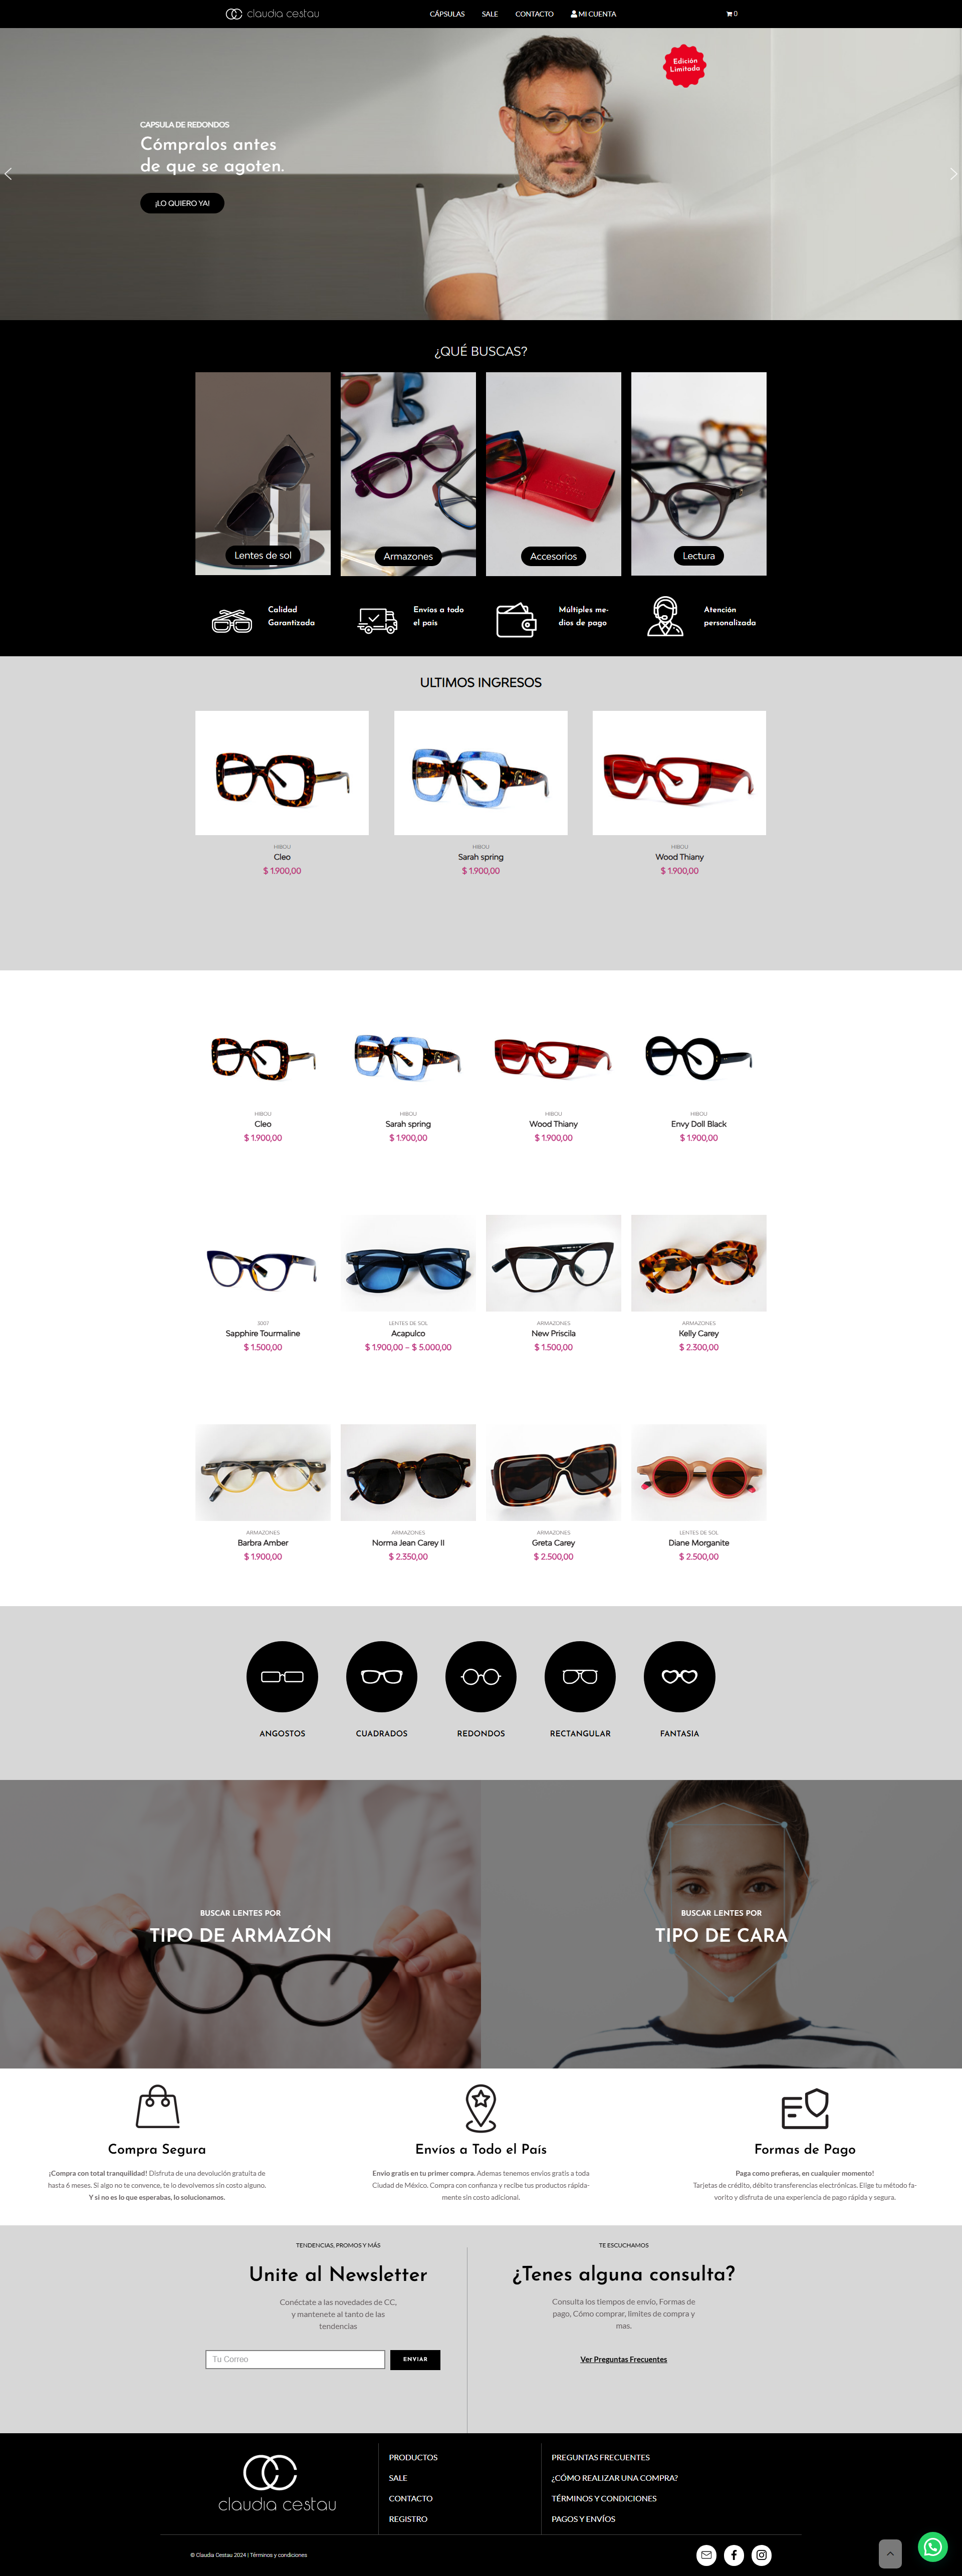 claudia cestau
CÁPSULAS SALE CONTACTO MI CUENTA 0
Edición
Limitada
CAPSULA DE REDONDOS
Cómpralos antes
de que se agoten.
¡LO QUIERO YA!
¿QUÉ BUSCAS?
Lentes de sol
Armazones
Accesorios
Lectura
Calidad
Garantizada
Envíos a todo
el país
Múltiples me-
dios de pago
Atención
personalizada
ULTIMOS INGRESOS
HIBOU
Cleo
$ 1.900,00
HIBOU
Sarah spring
$ 1.900,00
HIBOU
Wood Thiany
$ 1.900,00
HIBOU
Cleo
$ 1.900,00
HIBOU
Sarah spring
$ 1.900,00
HIBOU
Wood Thiany
$ 1.900,00
HIBOU
Envy Doll Black
$ 1.900,00
3007
Sapphire Tourmaline
$ 1.500,00
LENTES DE SOL
Acapulco
$ 1.900,00 – $ 5.000,00
ARMAZONES
New Priscila
$ 1.500,00
ARMAZONES
Kelly Carey
$ 2.300,00
ARMAZONES
Barbra Amber
$ 1.900,00
ARMAZONES
Norma Jean Carey II
$ 2.350,00
ARMAZONES
Greta Carey
$ 2.500,00
LENTES DE SOL
Diane Morganite
$ 2.500,00
ANGOSTOS
CUADRADOS
REDONDOS
RECTANGULAR
FANTASIA
BUSCAR LENTES POR
TIPO DE ARMAZÓN
BUSCAR LENTES POR
TIPO DE CARA
Compra Segura
¡Compra con total tranquilidad! Disfruta de una devolución gratuita de
hasta 6 meses. Si algo no te convence, te lo devolvemos sin costo alguno.
Y si no es lo que esperabas, lo solucionamos.
Envíos a Todo el País
Envío gratis en tu primer compra. Ademas tenemos envios gratis a toda
Ciudad de México. Compra con confianza y recibe tus productos rápida-
mente sin costo adicional.
Formas de Pago
Paga como prefieras, en cualquier momento!
Tarjetas de crédito, débito transferencias electrónicas. Elige tu método fa-
vorito y disfruta de una experiencia de pago rápida y segura.
TENDENCIAS, PROMOS Y MÁS
Unite al Newsletter
Conéctate a las novedades de CC,
y mantenete al tanto de las
tendencias
Tu Correo
ENVIAR
TE ESCUCHAMOS
¿Tenes alguna consulta?
Consulta los tiempos de envío, Formas de
pago, Cómo comprar, limites de compra y
mas.
Ver Preguntas Frecuentes
claudia cestau
PRODUCTOS
SALE
CONTACTO
REGISTRO
PREGUNTAS FRECUENTES
¿CÓMO REALIZAR UNA COMPRA?
TÉRMINOS Y CONDICIONES
PAGOS Y ENVÍOS
© Claudia Cestau 2024 | Términos y condiciones